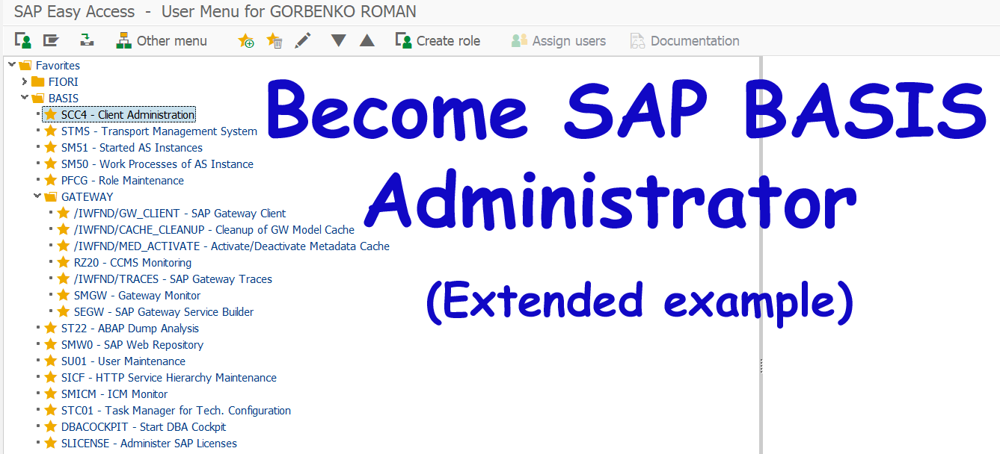 SAP Easy Access - User Menu for GORBENKO ROMAN
Other menu Create role Assign users Documentation
Favorites
FIORI
BASIS
SCC4 - Client Administration
STMS - Transport Management System
SM51 - Started AS Instances
SM50 - Work Processes of AS Instance
PFCG - Role Maintenance
GATEWAY
/IWFND/GW_CLIENT - SAP Gateway Client
/IWFND/CACHE_CLEANUP - Cleanup of GW Model Cache
/IWFND/MED_ACTIVATE - Activate/Deactivate Metadata Cache
RZ20 - CCMS Monitoring
/IWFND/TRACES - SAP Gateway Traces
SMGW - Gateway Monitor
SEGW - SAP Gateway Service Builder
ST22 - ABAP Dump Analysis
SMW0 - SAP Web Repository
SU01 - User Maintenance
SICF - HTTP Service Hierarchy Maintenance
SMICM - ICM Monitor
STC01 - Task Manager for Tech. Configuration
DBACOCKPIT - Start DBA Cockpit
SLICENSE - Administer SAP Licenses
Become SAP BASIS
Administrator
(Extended example)